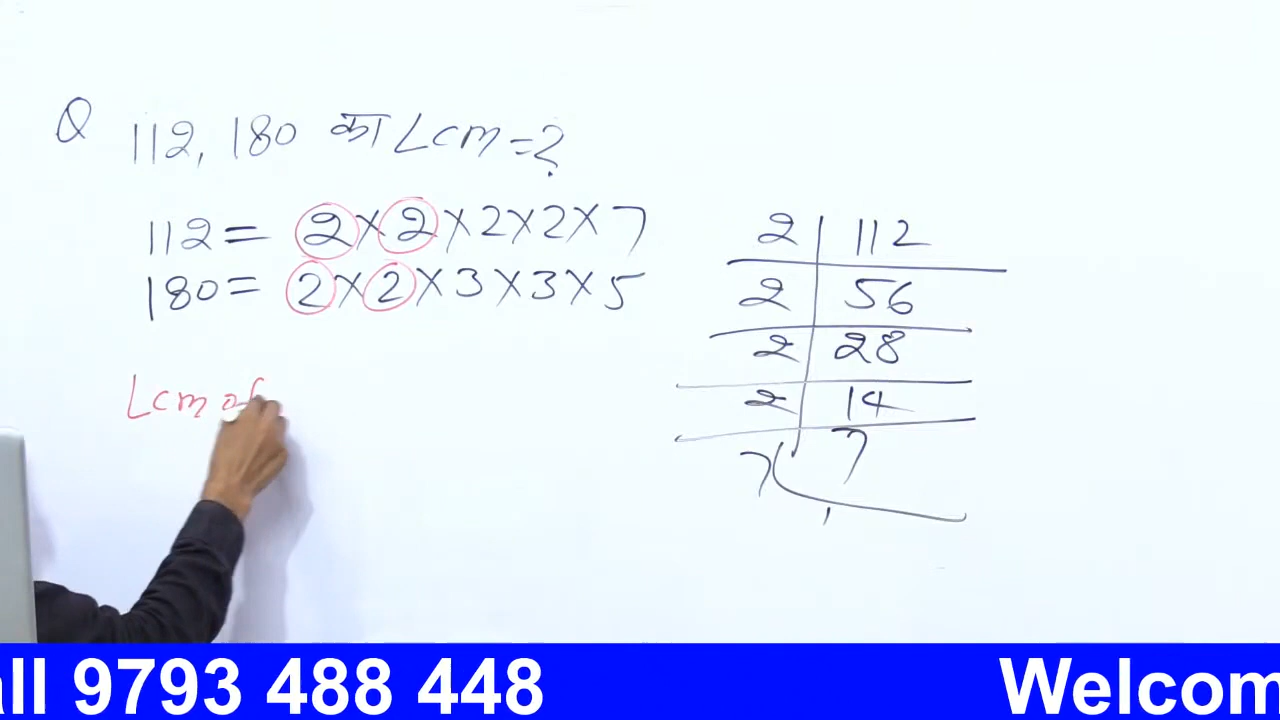 Q 112, 180 का Lcm = ?
112 = 2 × 2 × 2 × 2 × 7
180 = 2 × 2 × 3 × 3 × 5
Lcm of
2 | 112
2 | 56
2 | 28
2 | 14
7 | 7
1
all 9793 488 448 Welcom